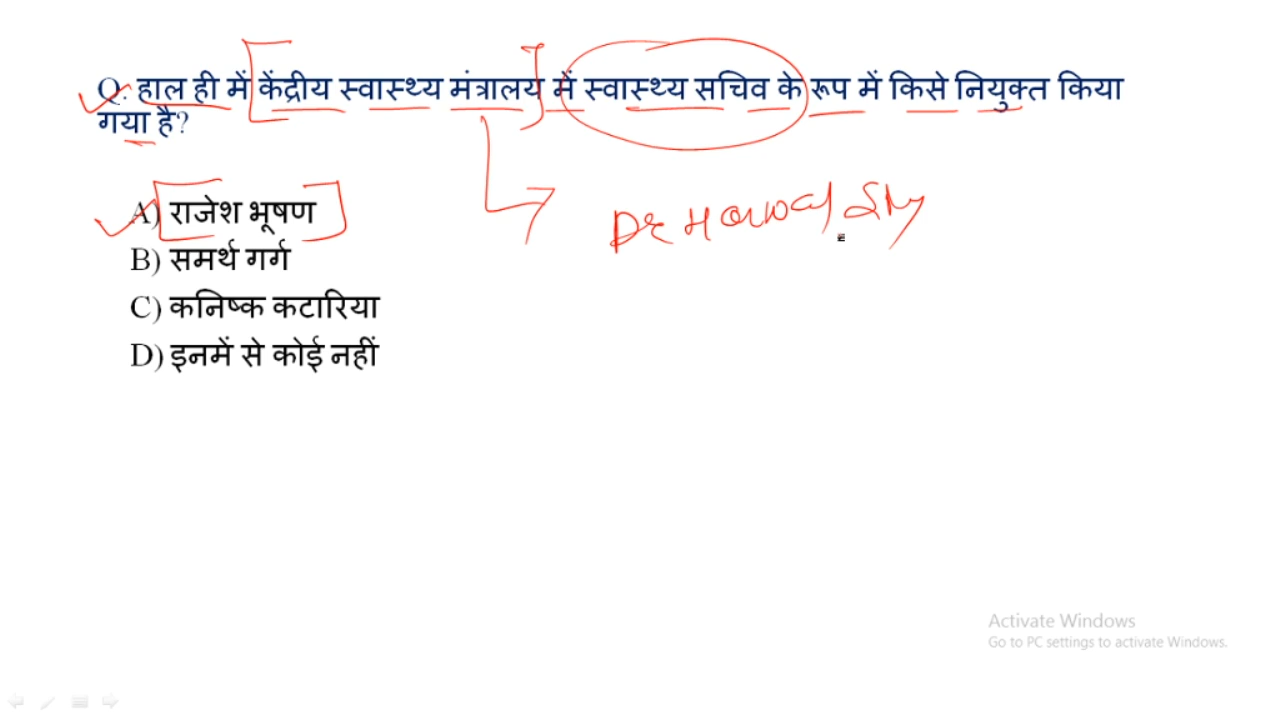 Q. हाल ही में केंद्रीय स्वास्थ्य मंत्रालय में स्वास्थ्य सचिव के रूप में किसे नियुक्त किया
गया है?
A) राजेश भूषण
B) समर्थ गर्ग
C) कनिष्क कटारिया
D) इनमें से कोई नहीं
Activate Windows
Go to PC settings to activate Windows.